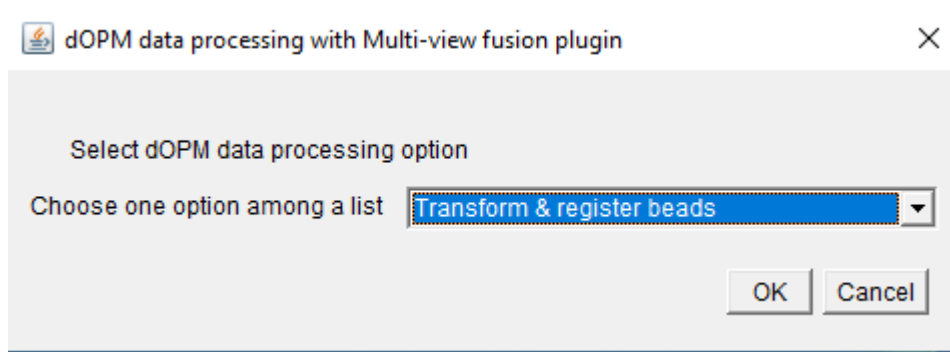 dOPM data processing with Multi-view fusion plugin
Select dOPM data processing option
Choose one option among a list Transform & register beads
OK Cancel